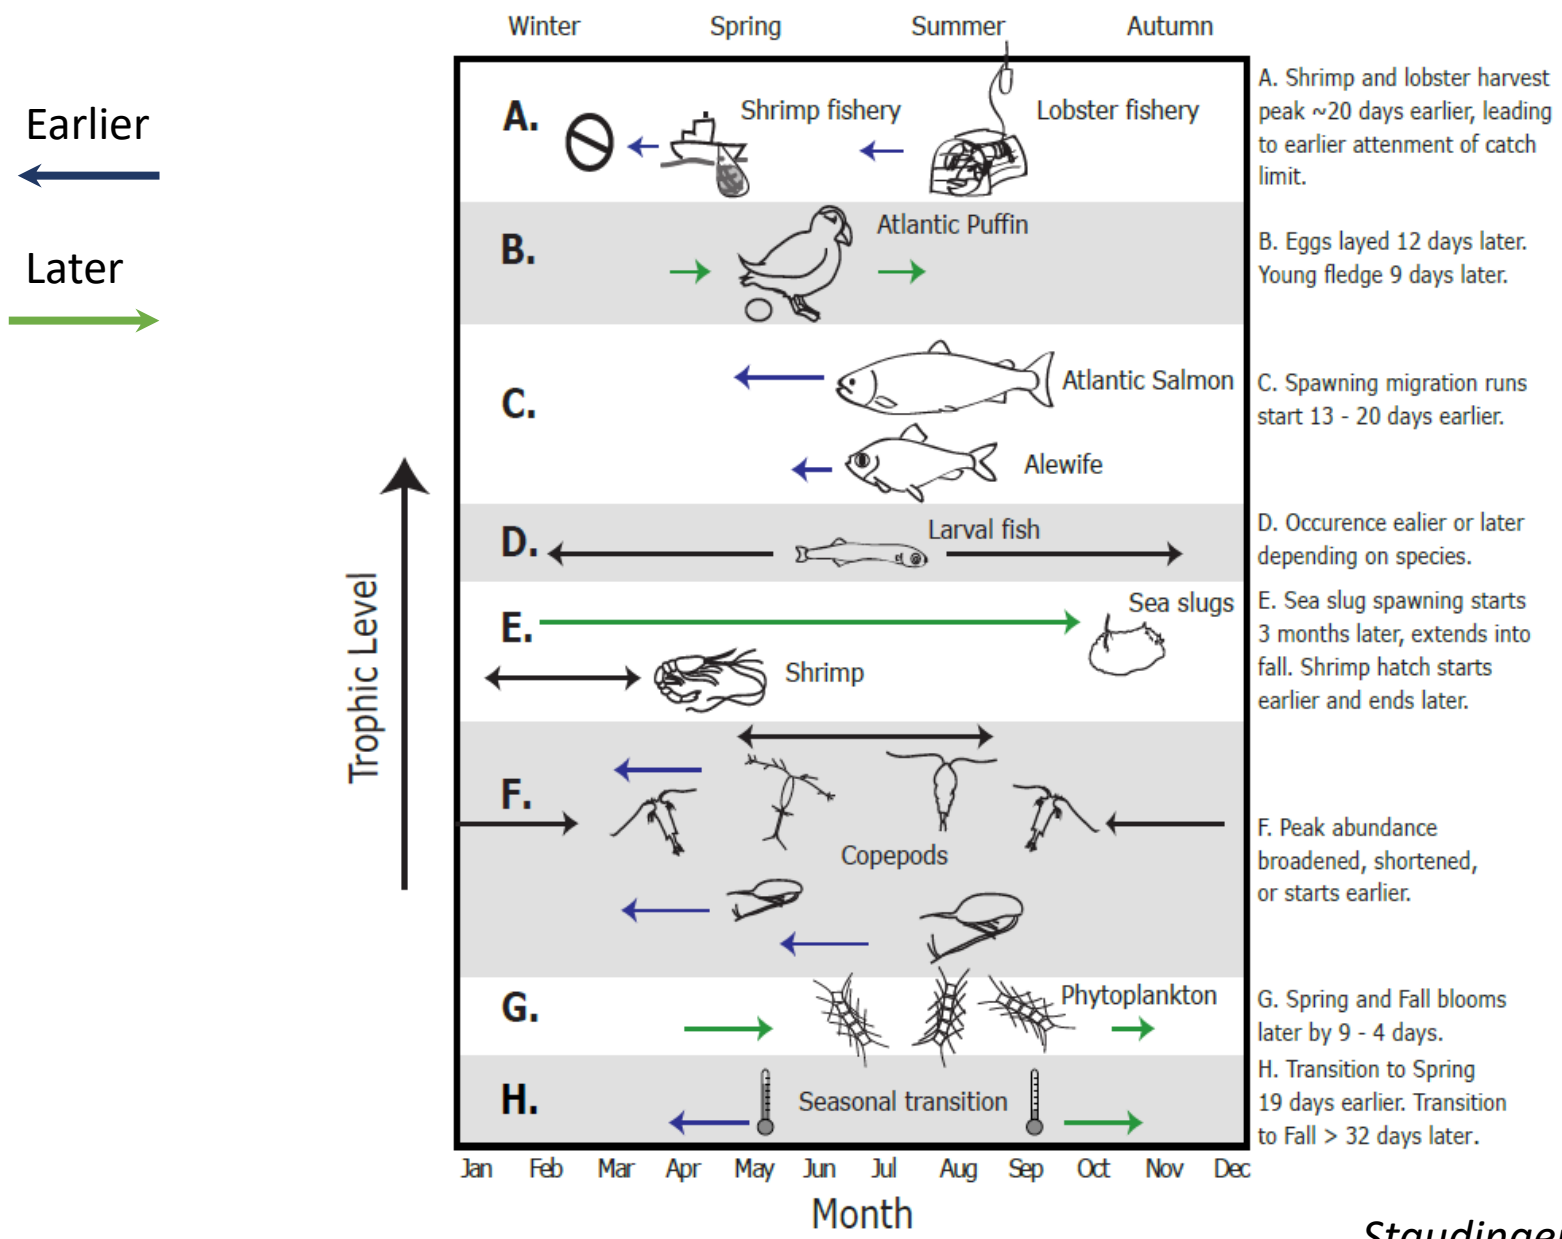 Winter Spring Summer Autumn
Earlier
Later
A. Shrimp fishery Lobster fishery
A. Shrimp and lobster harvest
peak ~20 days earlier, leading
to earlier attenment of catch
limit.
B. Atlantic Puffin
B. Eggs layed 12 days later.
Young fledge 9 days later.
C. Atlantic Salmon
Alewife
C. Spawning migration runs
start 13 - 20 days earlier.
D. Larval fish
D. Occurence ealier or later
depending on species.
E. Sea slugs
Shrimp
E. Sea slug spawning starts
3 months later, extends into
fall. Shrimp hatch starts
earlier and ends later.
Trophic Level
F.
Copepods
F. Peak abundance
broadened, shortened,
or starts earlier.
G. Phytoplankton
G. Spring and Fall blooms
later by 9 - 4 days.
H. Seasonal transition
H. Transition to Spring
19 days earlier. Transition
to Fall > 32 days later.
Jan Feb Mar Apr May Jun Jul Aug Sep Oct Nov Dec
Month